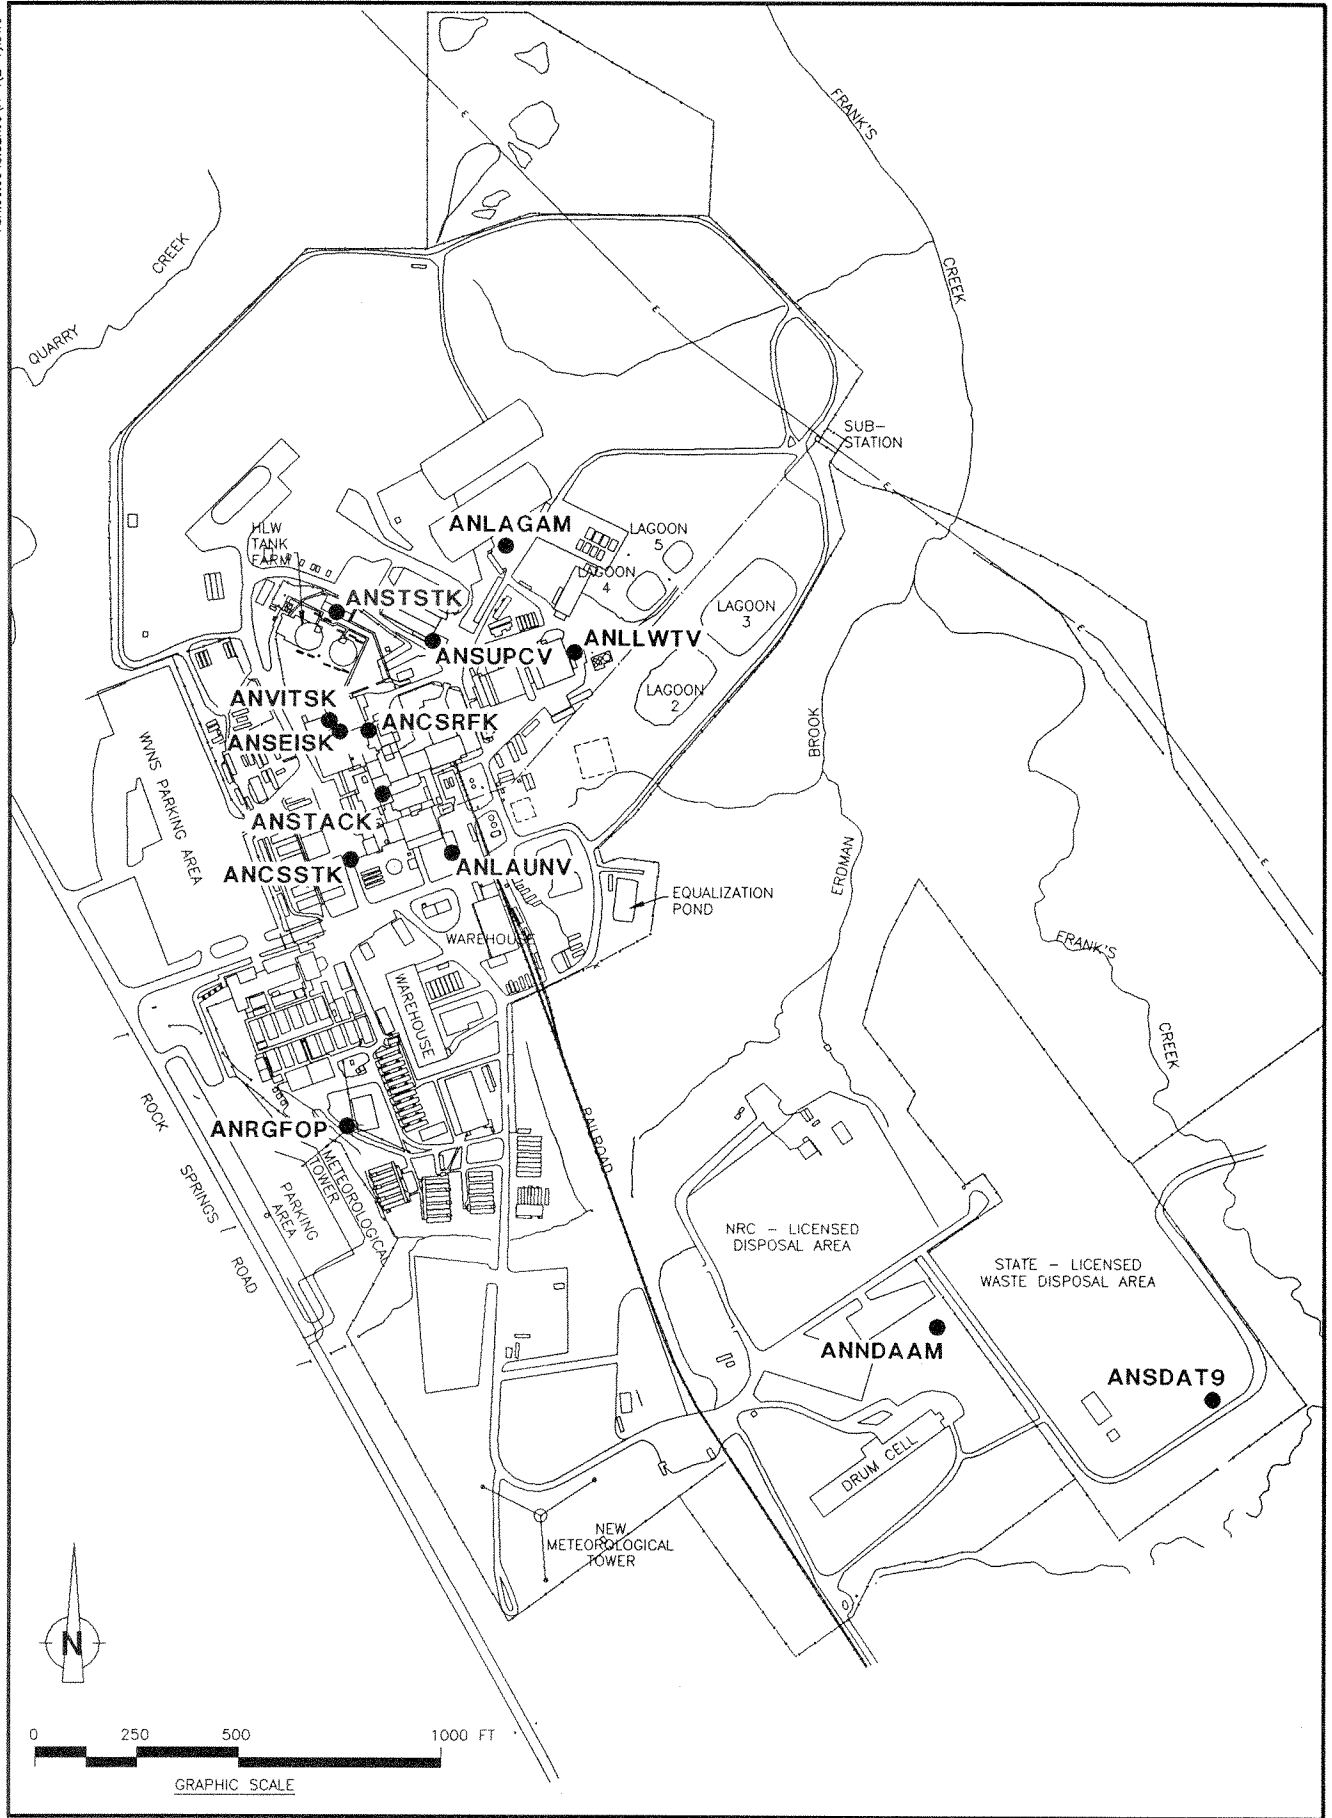 FRANK'S
CREEK
CREEK
QUARRY
E
E
SUB-
STATION
E
HLW
TANK
FARM
ANLAGAM
LAGOON
5
LAGOON
4
LAGOON
3
LAGOON
2
ANSTSTK
ANSUPCV
ANLLWTV
E
ANVITSK
ANSEISK
ANCSRFK
BROOK
ERDMAN
WVNS PARKING AREA
ANSTACK
ANCSSTK
ANLAUNV
E
EQUALIZATION
POND
WAREHOUSE
WAREHOUSE
FRANK'S
CREEK
ROCK
SPRINGS
ROAD
ANRGFOP
METEOROLOGICAL
TOWER
PARKING
AREA
RAILROAD
NRC – LICENSED
DISPOSAL AREA
STATE – LICENSED
WASTE DISPOSAL AREA
ANNDAAM
ANSDAT9
DRUM CELL
NEW
METEOROLOGICAL
TOWER
N
0 250 500 1000 FT
GRAPHIC SCALE